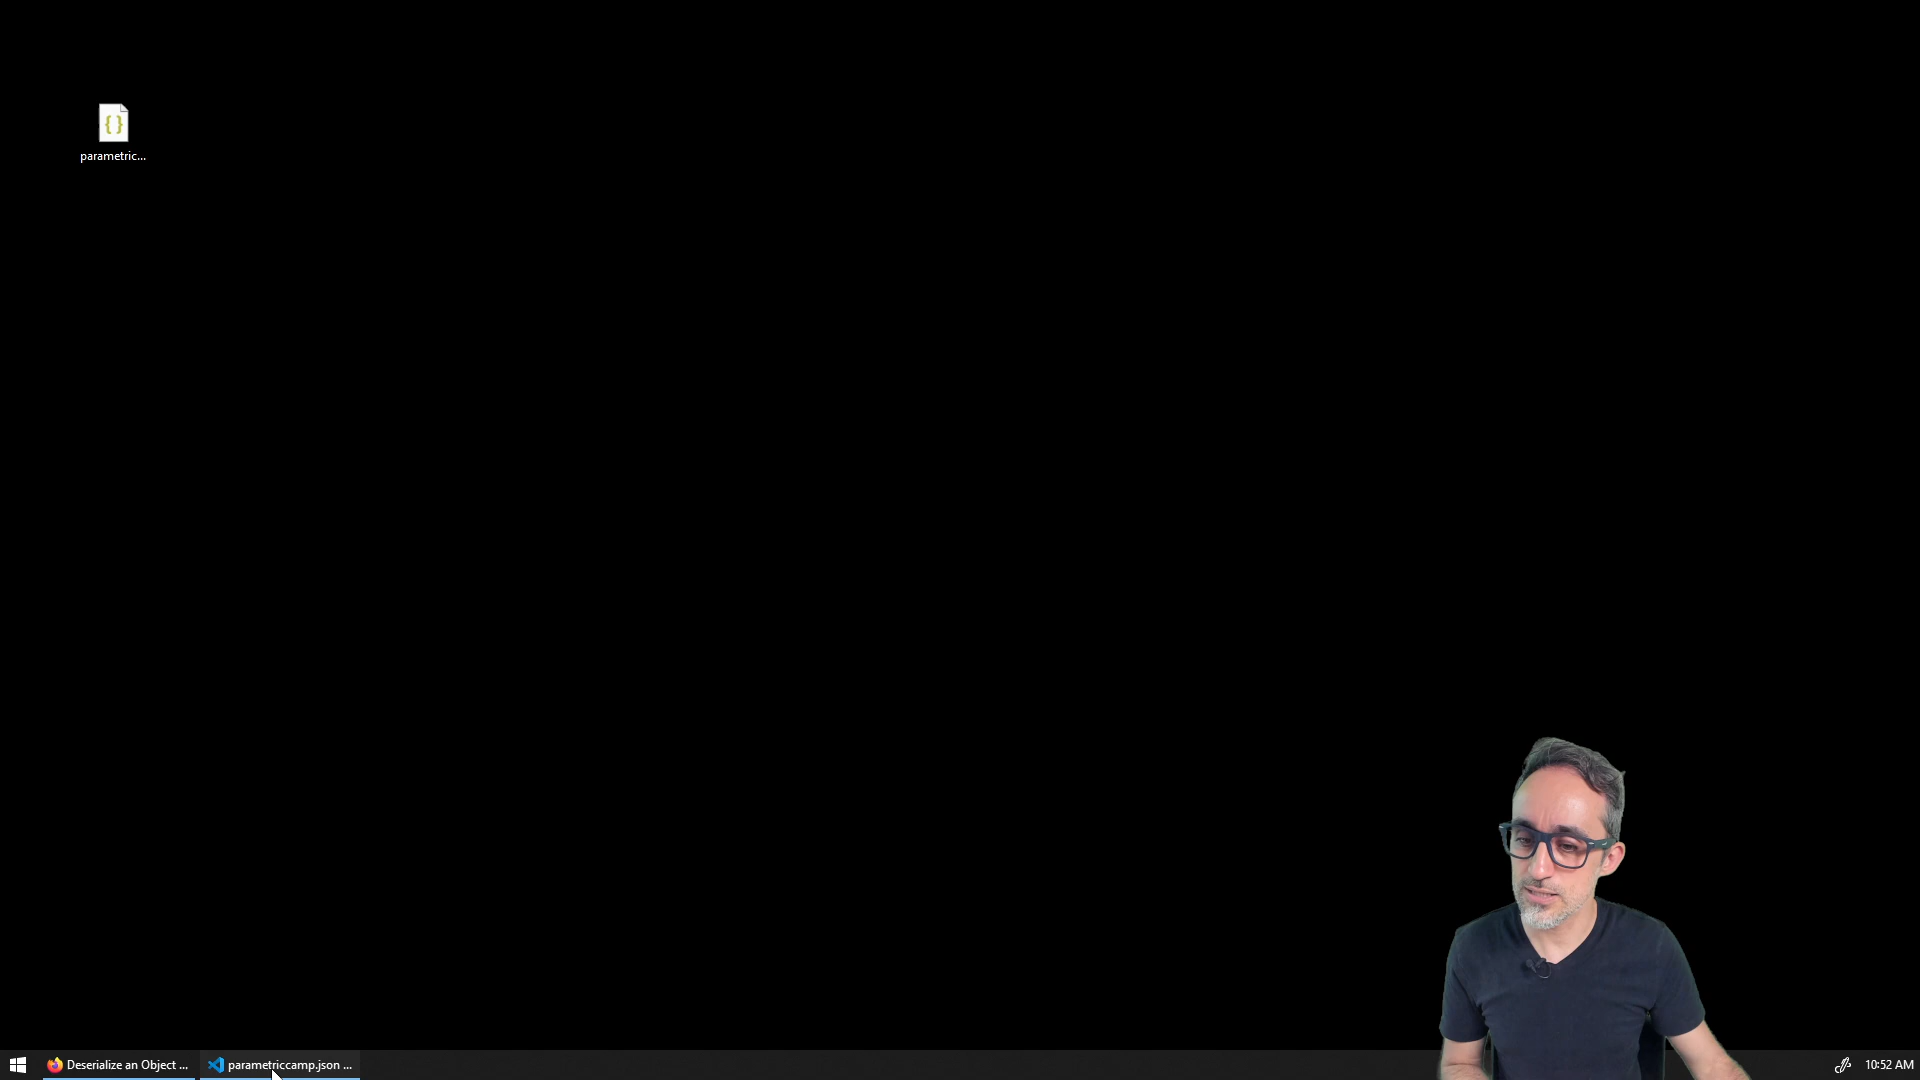 { }
parametric...
Deserialize an Object ...
parametriccamp.json ...
10:52 AM